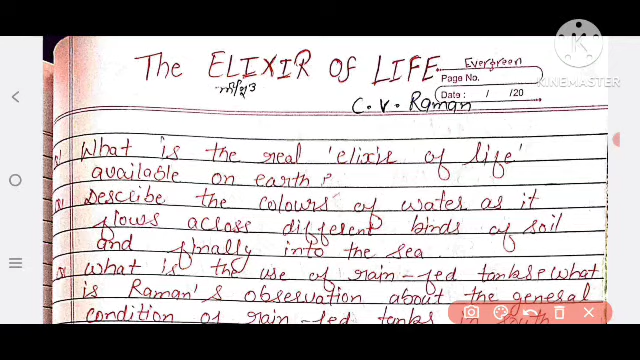 The ELIXIR OF LIFE
Evergreen
Page No.
Date: / /20
C. V. Raman
K
KINEMASTER
What is the real 'elixir of life'
available on earth?
Describe the colours of water as it
flows across different kinds of soil
and finally into the sea.
What is the use of rain-fed tanks? what
is Raman's observation about the general
condition of rain-fed tanks in south